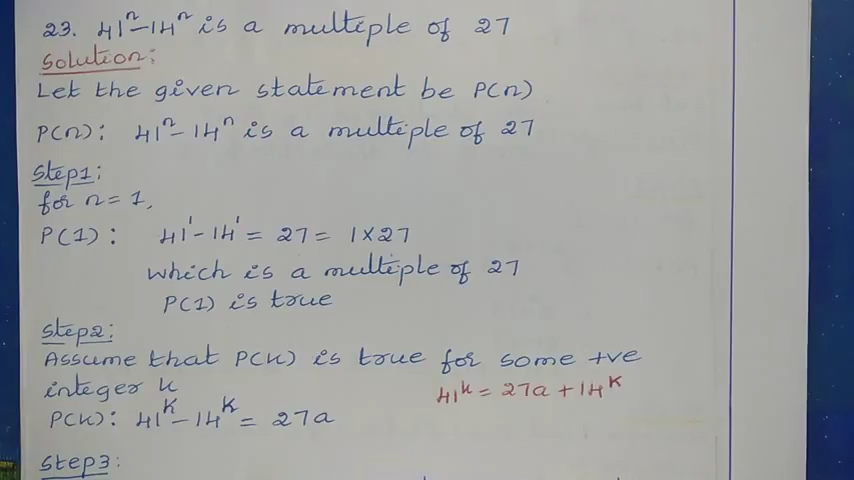 23. 41ⁿ-14ⁿ is a multiple of 27
Solution:
Let the given statement be P(n)
P(n): 41ⁿ-14ⁿ is a multiple of 27
Step1:
for n=1,
P(1): 41¹-14¹ = 27 = 1×27
which is a multiple of 27
P(1) is true
Step2:
Assume that P(k) is true for some +ve
integer k
41ᵏ = 27a + 14ᵏ
P(k): 41ᵏ-14ᵏ = 27a
Step3: